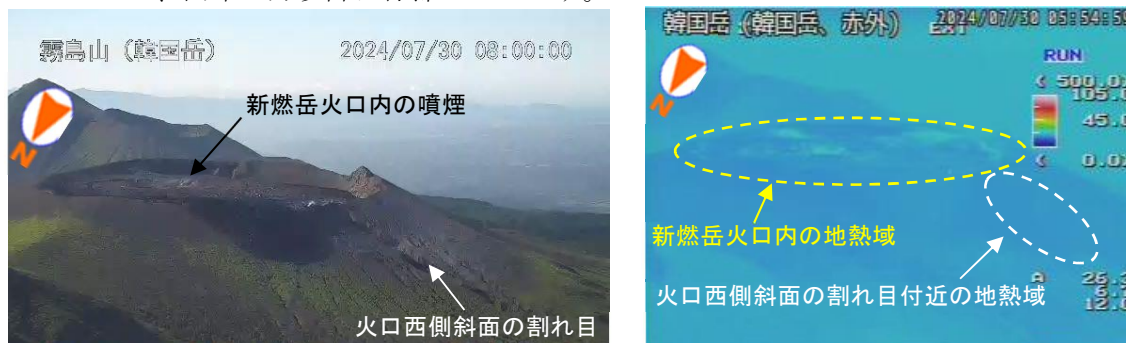 霧島山（韓国岳） 2024/07/30 08:00:00
N
新燃岳火口内の噴煙
火口西側斜面の割れ目
韓国岳（韓国岳、赤外） 2024/07/30 05:54:59
RUN
N
500.0
105.0
45.0
0.0
新燃岳火口内の地熱域
火口西側斜面の割れ目付近の地熱域